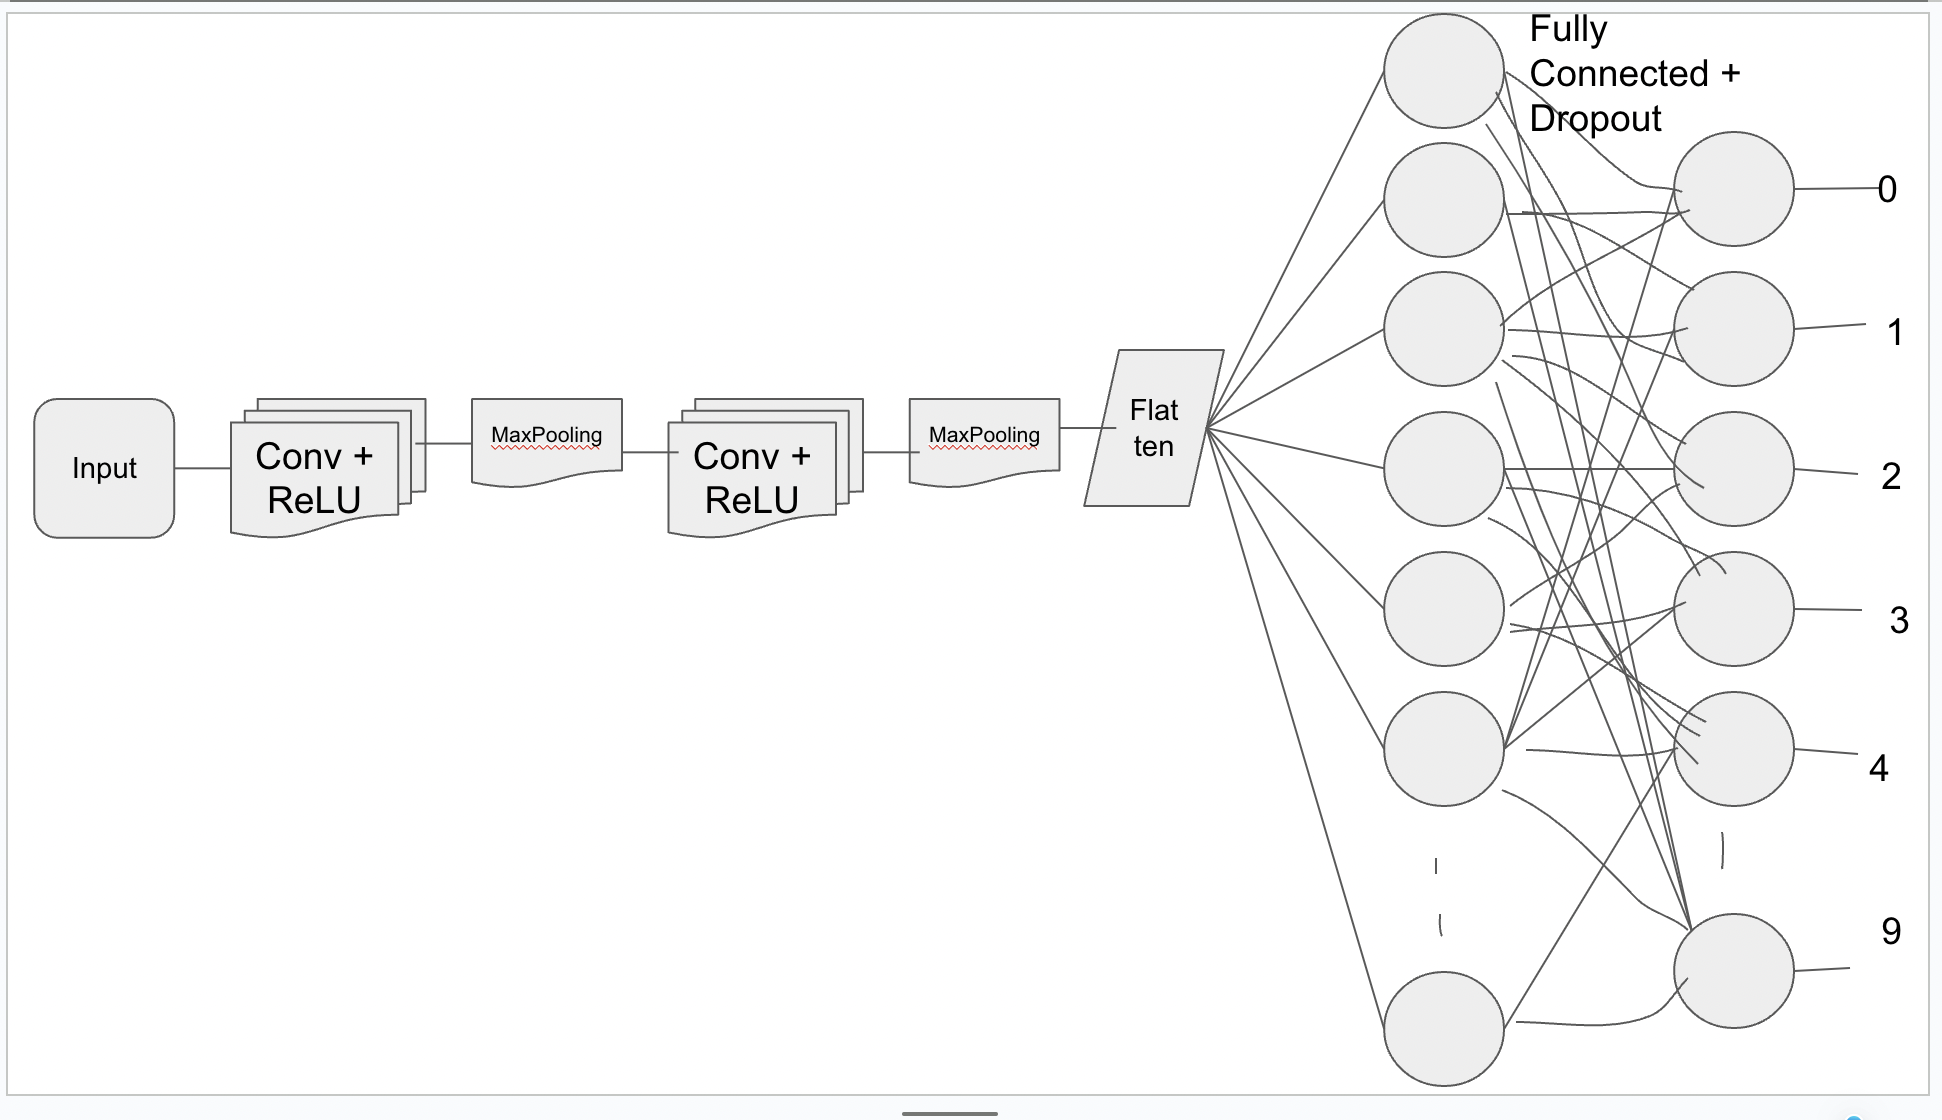 Fully
Connected +
Dropout
Input
Conv +
ReLU
MaxPooling
Conv +
ReLU
MaxPooling
Flat
ten
0
1
2
3
4
9